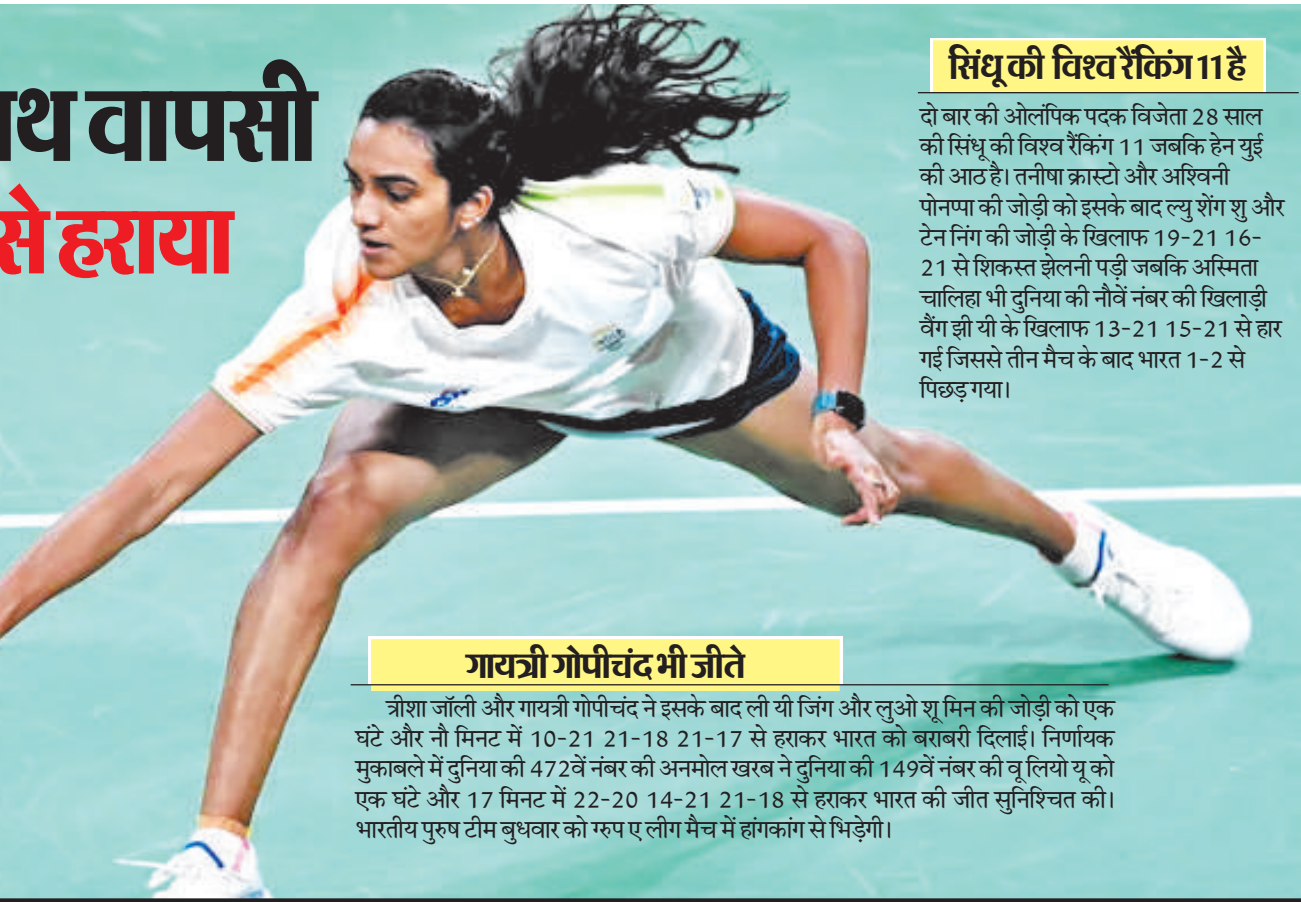 थ वापसी
से हराया
सिंधू की विश्व रैंकिंग 11 है
दो बार की ओलंपिक पदक विजेता 28 साल
की सिंधू की विश्व रैंकिंग 11 जबकि हेन युई
की आठ है। तनीषा क्रास्टो और अश्विनी
पोनप्पा की जोड़ी को इसके बाद ल्यु शेंग शु और
टेन निंग की जोड़ी के खिलाफ 19-21 16-
21 से शिकस्त झेलनी पड़ी जबकि अस्मिता
चालिहा भी दुनिया की नौवें नंबर की खिलाड़ी
वैंग झी यी के खिलाफ 13-21 15-21 से हार
गई जिससे तीन मैच के बाद भारत 1-2 से
पिछड़ गया।
गायत्री गोपीचंद भी जीते
त्रीशा जॉली और गायत्री गोपीचंद ने इसके बाद ली यी जिंग और लुओ शू मिन की जोड़ी को एक
घंटे और नौ मिनट में 10-21 21-18 21-17 से हराकर भारत को बराबरी दिलाई। निर्णायक
मुकाबले में दुनिया की 472वें नंबर की अनमोल खरब ने दुनिया की 149वें नंबर की वू लियो यू को
एक घंटे और 17 मिनट में 22-20 14-21 21-18 से हराकर भारत की जीत सुनिश्चित की।
भारतीय पुरुष टीम बुधवार को ग्रुप ए लीग मैच में हांगकांग से भिड़ेगी।